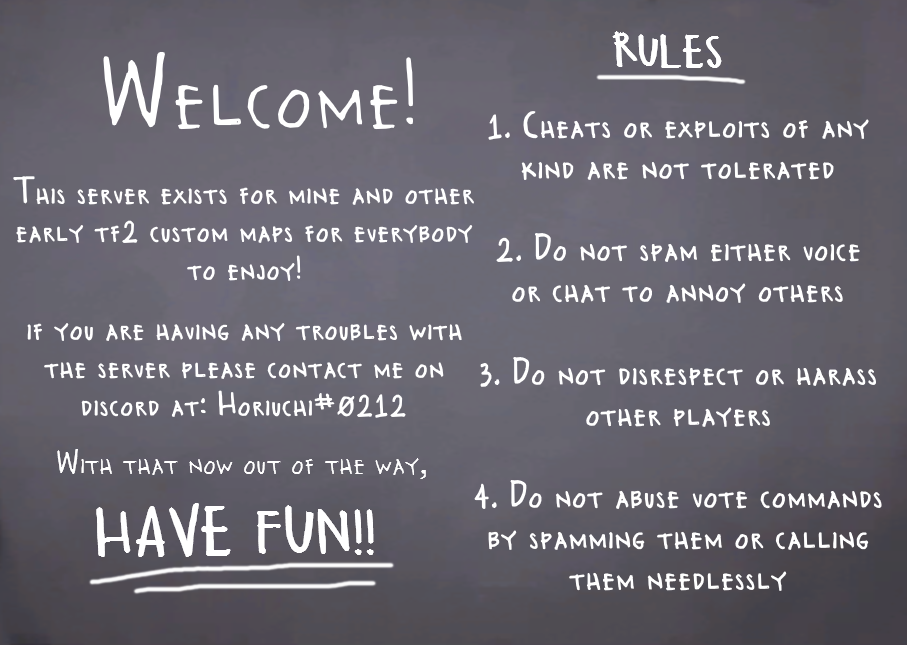 Welcome!
This server exists for mine and other
early tf2 custom maps for everybody
to enjoy!
if you are having any troubles with
the server please contact me on
discord at: Horiuchi#0212
With that now out of the way,
HAVE FUN!!
RULES
1. Cheats or exploits of any
kind are not tolerated
2. Do not spam either voice
or chat to annoy others
3. Do not disrespect or harass
other players
4. Do not abuse vote commands
by spamming them or calling
them needlessly